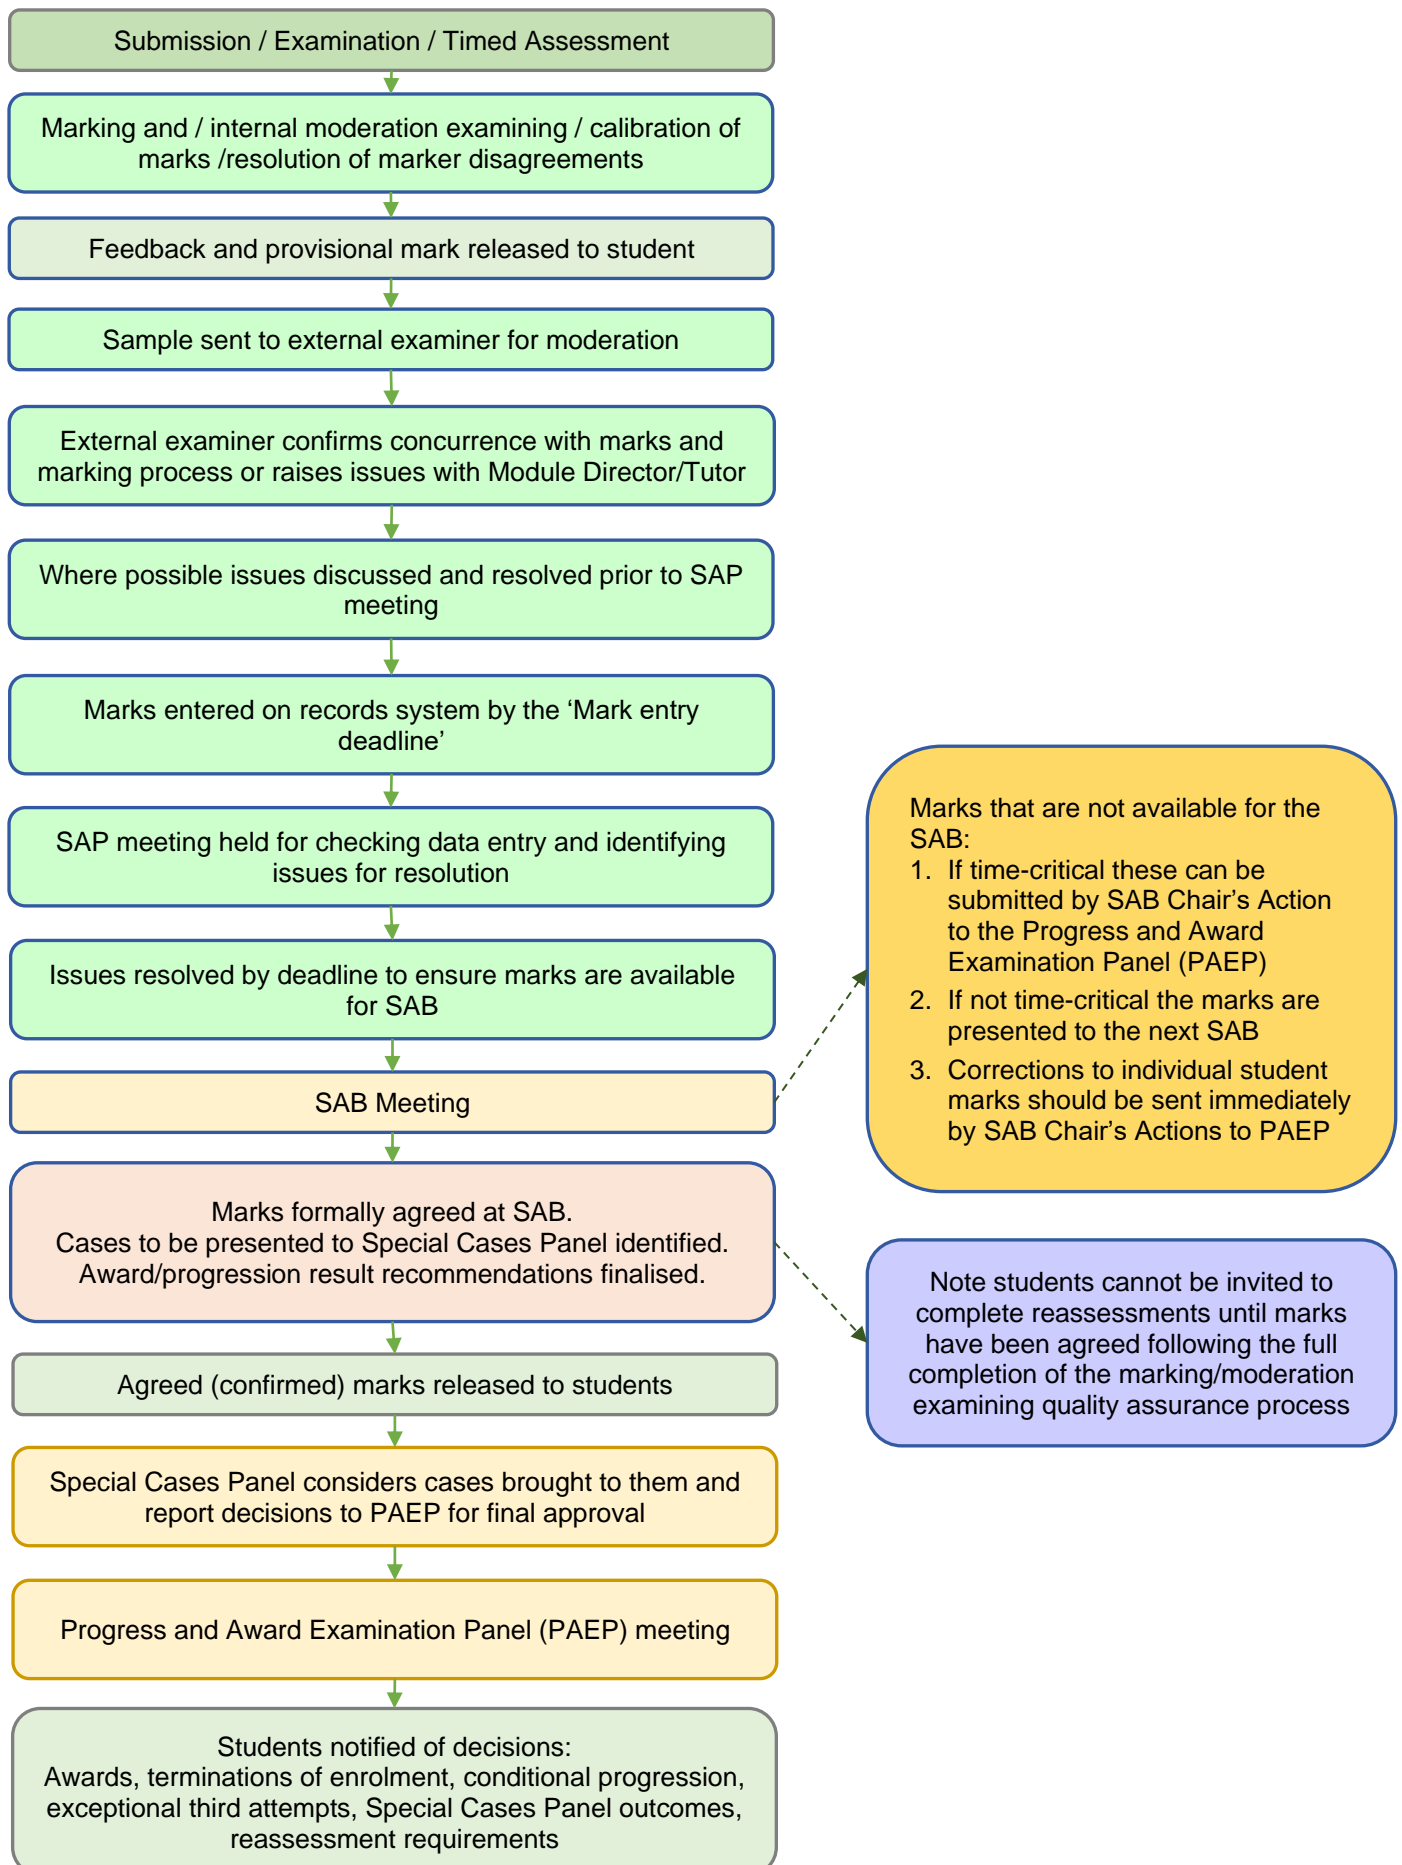 Submission / Examination / Timed Assessment
Marking and / internal moderation examining / calibration of
marks /resolution of marker disagreements
Feedback and provisional mark released to student
Sample sent to external examiner for moderation
External examiner confirms concurrence with marks and
marking process or raises issues with Module Director/Tutor
Where possible issues discussed and resolved prior to SAP
meeting
Marks entered on records system by the ‘Mark entry
deadline’
SAP meeting held for checking data entry and identifying
issues for resolution
Issues resolved by deadline to ensure marks are available
for SAB
SAB Meeting
Marks that are not available for the
SAB:
1. If time-critical these can be
submitted by SAB Chair’s Action
to the Progress and Award
Examination Panel (PAEP)
2. If not time-critical the marks are
presented to the next SAB
3. Corrections to individual student
marks should be sent immediately
by SAB Chair’s Actions to PAEP
Marks formally agreed at SAB.
Cases to be presented to Special Cases Panel identified.
Award/progression result recommendations finalised.
Note students cannot be invited to
complete reassessments until marks
have been agreed following the full
completion of the marking/moderation
examining quality assurance process
Agreed (confirmed) marks released to students
Special Cases Panel considers cases brought to them and
report decisions to PAEP for final approval
Progress and Award Examination Panel (PAEP) meeting
Students notified of decisions:
Awards, terminations of enrolment, conditional progression,
exceptional third attempts, Special Cases Panel outcomes,
reassessment requirements